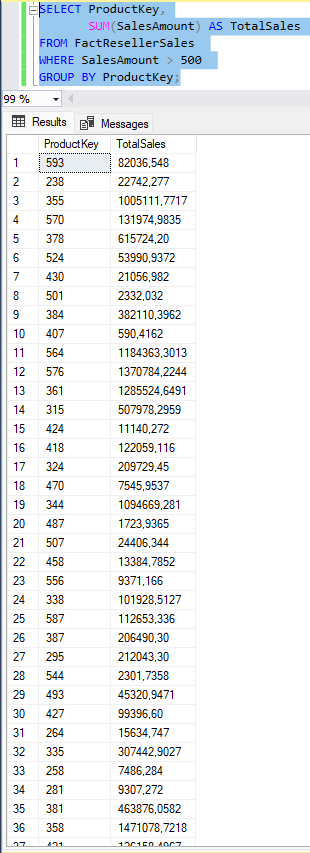 SELECT ProductKey,
SUM(SalesAmount) AS TotalSales
FROM FactResellerSales
WHERE SalesAmount > 500
GROUP BY ProductKey;
99 %
Results Messages
ProductKey TotalSales
1 593 82036,548
2 238 22742,277
3 355 1005111,7717
4 570 131974,9835
5 378 615724,20
6 524 53990,9372
7 430 21056,982
8 501 2332,032
9 384 382110,3962
10 407 590,4162
11 564 1184363,3013
12 576 1370784,2244
13 361 1285524,6491
14 315 507978,2959
15 424 11140,272
16 418 122059,116
17 324 209729,45
18 470 7545,9537
19 344 1094669,281
20 487 1723,9365
21 507 24406,344
22 458 13384,7852
23 556 9371,166
24 338 101928,5127
25 587 112653,336
26 387 206490,30
27 295 212043,30
28 544 2301,7358
29 493 45320,9471
30 427 99396,60
31 264 15634,747
32 335 307442,9027
33 258 7486,284
34 281 9307,272
35 381 463876,0582
36 358 1471078,7218